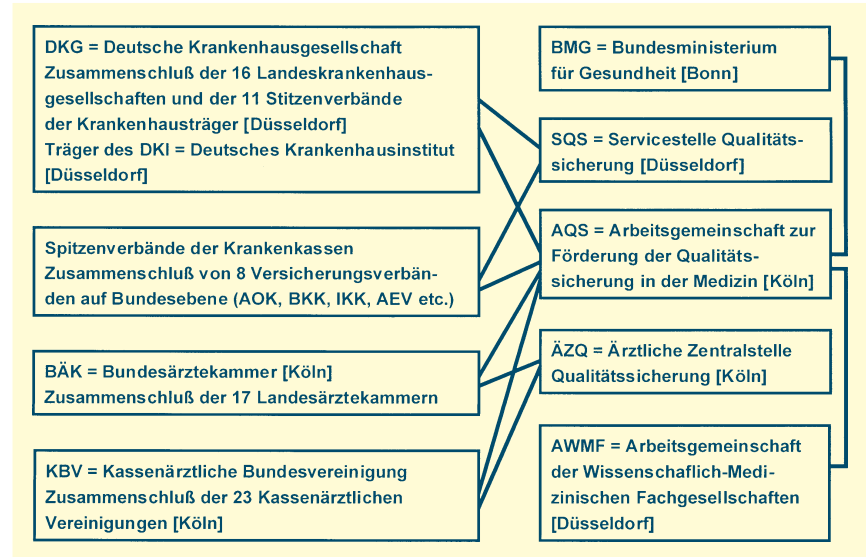 DKG = Deutsche Krankenhausgesellschaft
Zusammenschluß der 16 Landeskrankenhaus-
gesellschaften und der 11 Stitzenverbände
der Krankenhausträger [Düsseldorf]
Träger des DKI = Deutsches Krankenhausinstitut
[Düsseldorf]
Spitzenverbände der Krankenkassen
Zusammenschluß von 8 Versicherungsverbän-
den auf Bundesebene (AOK, BKK, IKK, AEV etc.)
BÄK = Bundesärztekammer [Köln]
Zusammenschluß der 17 Landesärztekammern
KBV = Kassenärztliche Bundesvereinigung
Zusammenschluß der 23 Kassenärztlichen
Vereinigungen [Köln]
BMG = Bundesministerium
für Gesundheit [Bonn]
SQS = Servicestelle Qualitäts-
sicherung [Düsseldorf]
AQS = Arbeitsgemeinschaft zur
Förderung der Qualitäts-
sicherung in der Medizin [Köln]
ÄZQ = Ärztliche Zentralstelle
Qualitätssicherung [Köln]
AWMF = Arbeitsgemeinschaft
der Wissenschaflich-Medi-
zinischen Fachgesellschaften
[Düsseldorf]